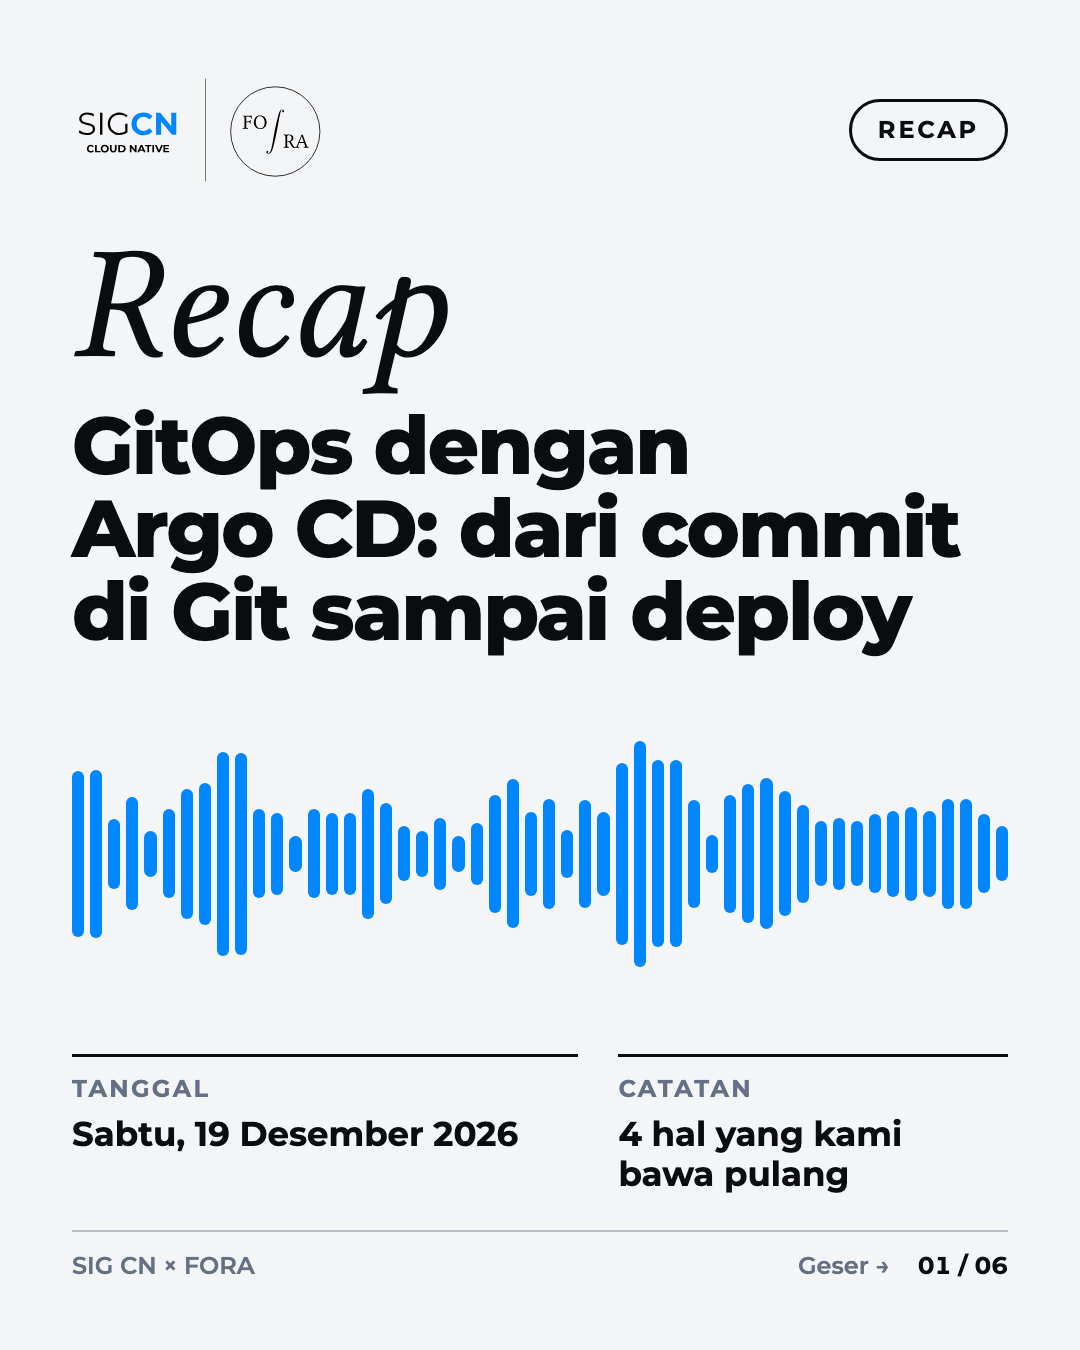 SIGCN
CLOUD NATIVE
FO
RA
RECAP
Recap
GitOps dengan
Argo CD: dari commit
di Git sampai deploy
TANGGAL
Sabtu, 19 Desember 2026
CATATAN
4 hal yang kami
bawa pulang
SIG CN × FORA
Geser → 01 / 06